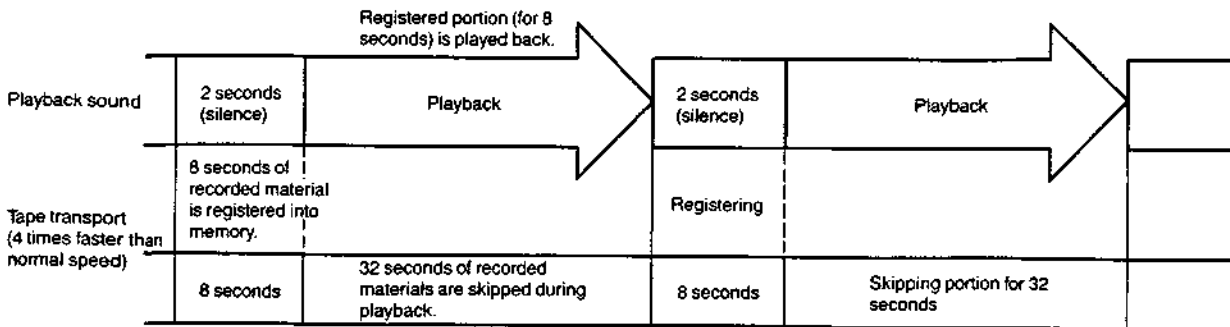 Registered portion (for 8
seconds) is played back.
Playback sound
2 seconds
(silence)
Playback
2 seconds
(silence)
Playback
Tape transport
(4 times faster than
normal speed)
8 seconds of
recorded material
is registered into
memory.
Registering
8 seconds
32 seconds of recorded
materials are skipped during
playback.
8 seconds
Skipping portion for 32
seconds